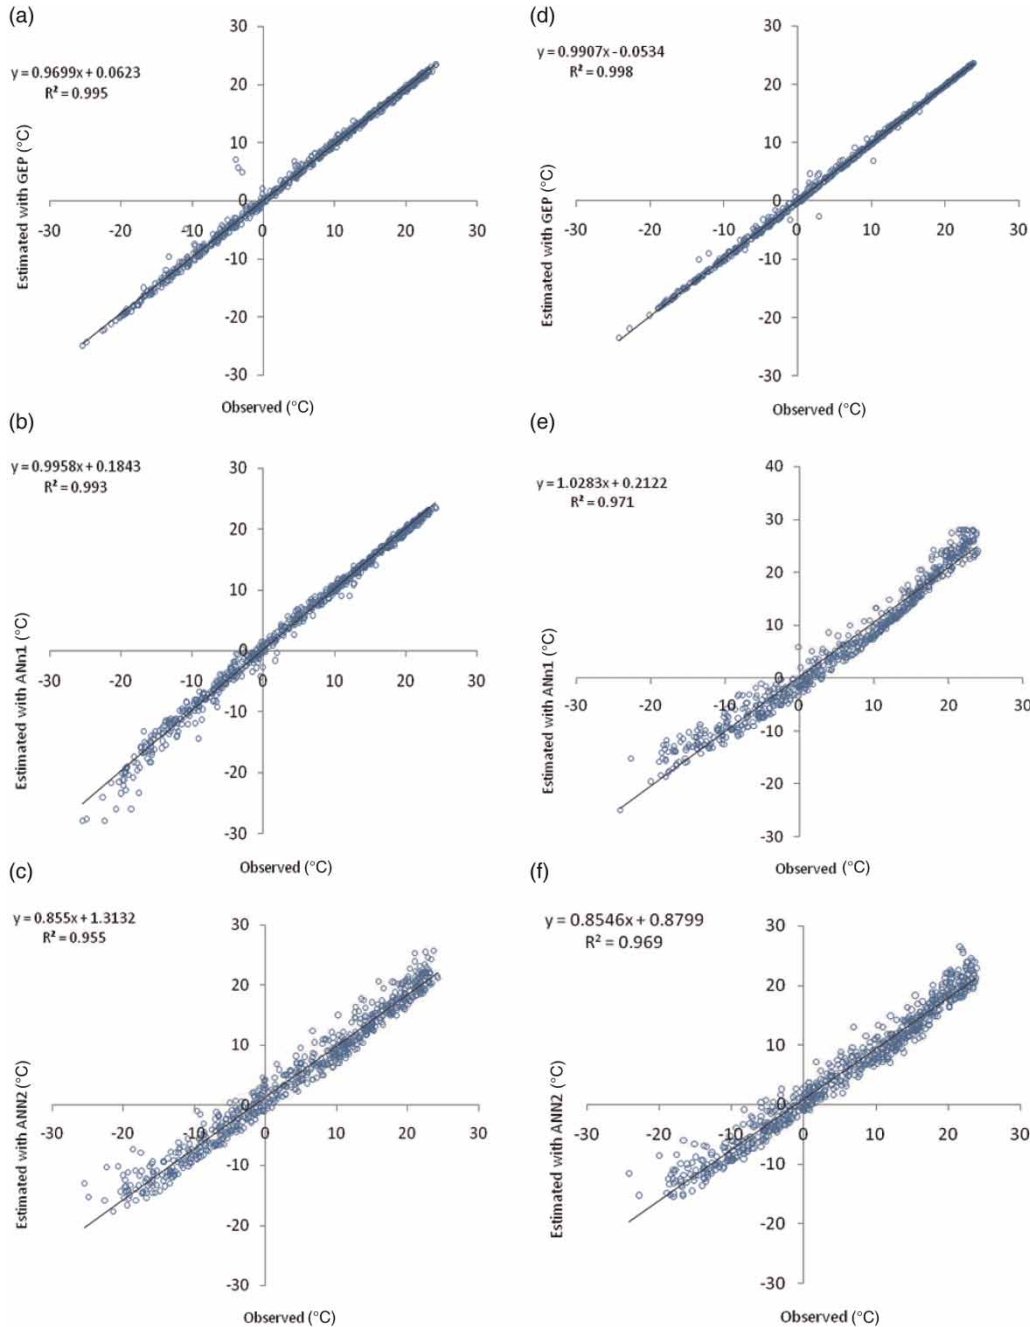 (a)
y = 0.9699x + 0.0623
R² = 0.995
30
20
10
0
-30 -20 -10 0 10 20 30
-10
-20
-30
Estimated with GEP (°C)
Observed (°C)
(d)
y = 0.9907x - 0.0534
R² = 0.998
30
20
10
0
-30 -20 -10 0 10 20 30
-10
-20
-30
Estimated with GEP (°C)
Observed (°C)
(b)
y = 0.9958x + 0.1843
R² = 0.993
30
20
10
0
-30 -20 -10 0 10 20 30
-10
-20
-30
Estimated with ANn1 (°C)
Observed (°C)
(e)
y = 1.0283x + 0.2122
R² = 0.971
40
30
20
10
0
-30 -20 -10 0 10 20 30
-10
-20
-30
Estimated with ANn1 (°C)
Observed (°C)
(c)
y = 0.855x + 1.3132
R² = 0.955
30
20
10
0
-30 -20 -10 0 10 20 30
-10
-20
-30
Estimated with ANN2 (°C)
Observed (°C)
(f)
y = 0.8546x + 0.8799
R² = 0.969
30
20
10
0
-30 -20 -10 0 10 20 30
-10
-20
-30
Estimated with ANN2 (°C)
Observed (°C)